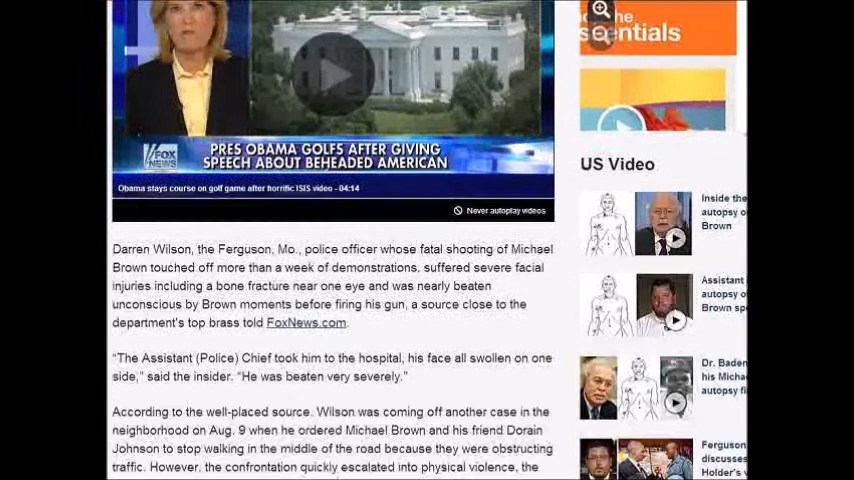 the
sentials
FOX
NEWS
PRES OBAMA GOLFS AFTER GIVING
SPEECH ABOUT BEHEADED AMERICAN
Obama stays course on golf game after horrific ISIS video - 04:14
Never autoplay videos
Darren Wilson, the Ferguson, Mo., police officer whose fatal shooting of Michael
Brown touched off more than a week of demonstrations, suffered severe facial
injuries including a bone fracture near one eye and was nearly beaten
unconscious by Brown moments before firing his gun, a source close to the
department's top brass told FoxNews.com.
“The Assistant (Police) Chief took him to the hospital, his face all swollen on one
side,” said the insider. “He was beaten very severely.”
According to the well-placed source, Wilson was coming off another case in the
neighborhood on Aug. 9 when he ordered Michael Brown and his friend Dorain
Johnson to stop walking in the middle of the road because they were obstructing
traffic. However, the confrontation quickly escalated into physical violence, the
US Video
Inside the
autopsy o
Brown
Assistant
autopsy o
Brown spe
Dr. Baden
his Micha
autopsy fi
Ferguson
discusses
Holder's v